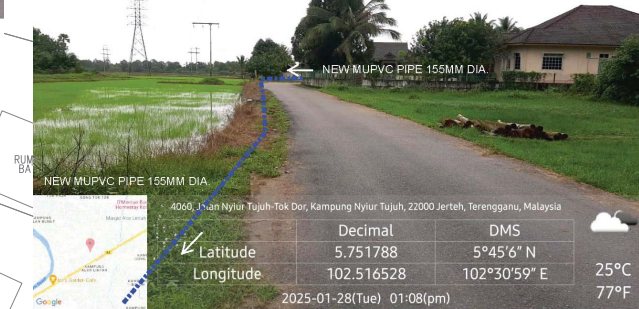 NEW MUPVC PIPE 155MM DIA.
RUM
BA
NEW MUPVC PIPE 155MM DIA.
4060, Jalan Nyiur Tujuh-Tok Dor, Kampung Nyiur Tujuh, 22000 Jerteh, Terengganu, Malaysia
Decimal DMS
Latitude 5.751788 5°45'6" N
Longitude 102.516528 102°30'59" E
2025-01-28(Tue) 01:08(pm)
25°C
77°F
Google